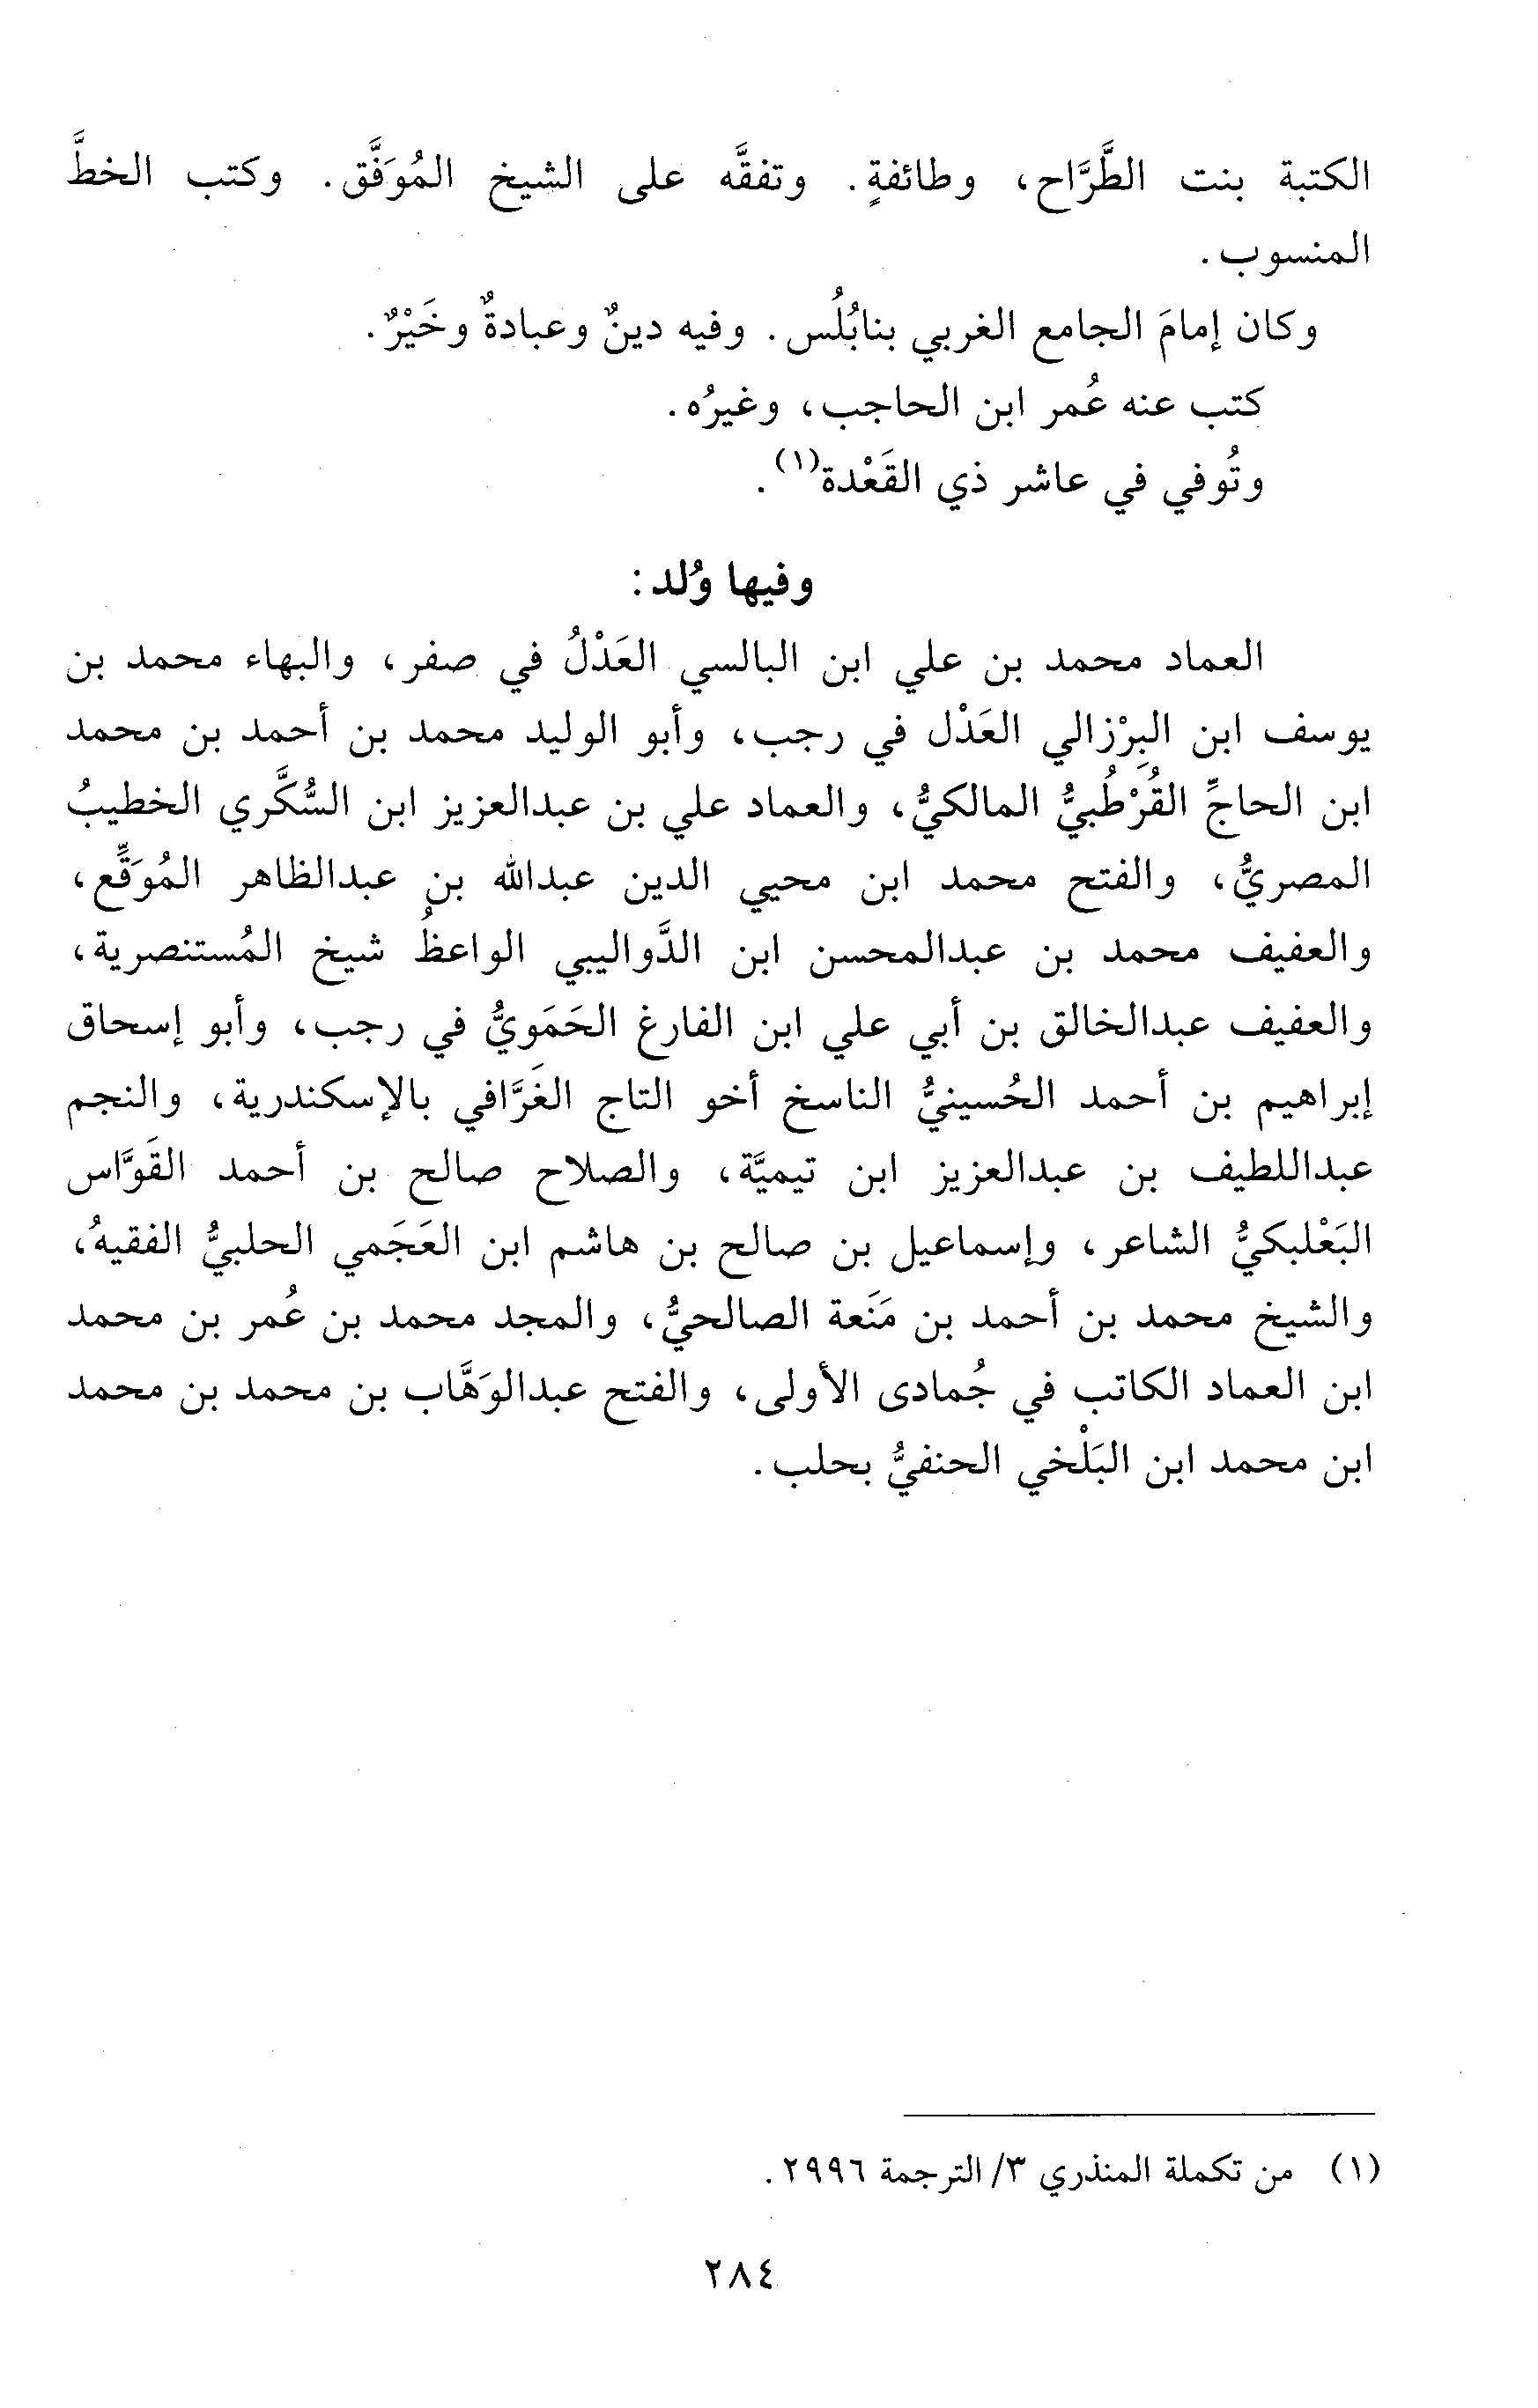 الكتبة بنت الطَّرَّاح، وطائفةٍ. وتفقَّه على الشيخ المُوَفَّق. وكتب الخطَّ
المنسوب.
وكان إمامَ الجامع الغربي بنابُلُس. وفيه دينٌ وعبادةٌ وخَيْرٌ.
كتب عنه عُمر ابن الحاجب، وغيرُه.
وتُوفي في عاشر ذي القَعْدة(١).
وفيها وُلد:
العماد محمد بن علي ابن البالسي العَدْلُ في صفر، والبهاء محمد بن
يوسف ابن البِرْزالي العَدْل في رجب، وأبو الوليد محمد بن أحمد بن محمد
ابن الحاجِّ القُرْطُبيُّ المالكيُّ، والعماد علي بن عبدالعزيز ابن السُّكَّري الخطيبُ
المصريُّ، والفتح محمد ابن محيي الدين عبدالله بن عبدالظاهر المُوَقِّع،
والعفيف محمد بن عبدالمحسن ابن الدَّواليبي الواعظُ شيخ المُستنصرية،
والعفيف عبدالخالق بن أبي علي ابن الفارغ الحَمَويُّ في رجب، وأبو إسحاق
إبراهيم بن أحمد الحُسينيُّ الناسخ أخو التاج الغَرَّافي بالإسكندرية، والنجم
عبداللطيف بن عبدالعزيز ابن تيميَّة، والصلاح صالح بن أحمد القَوَّاس
البَعْلبكيُّ الشاعر، وإسماعيل بن صالح بن هاشم ابن العَجَمي الحلبيُّ الفقيهُ،
والشيخ محمد بن أحمد بن مَنَعة الصالحيُّ، والمجد محمد بن عُمر بن محمد
ابن العماد الكاتب في جُمادى الأولى، والفتح عبدالوَهَّاب بن محمد بن محمد
ابن محمد ابن البَلْخي الحنفيُّ بحلب.
(١) من تكملة المنذري ٣/ الترجمة ٢٩٩٦.
٢٨٤